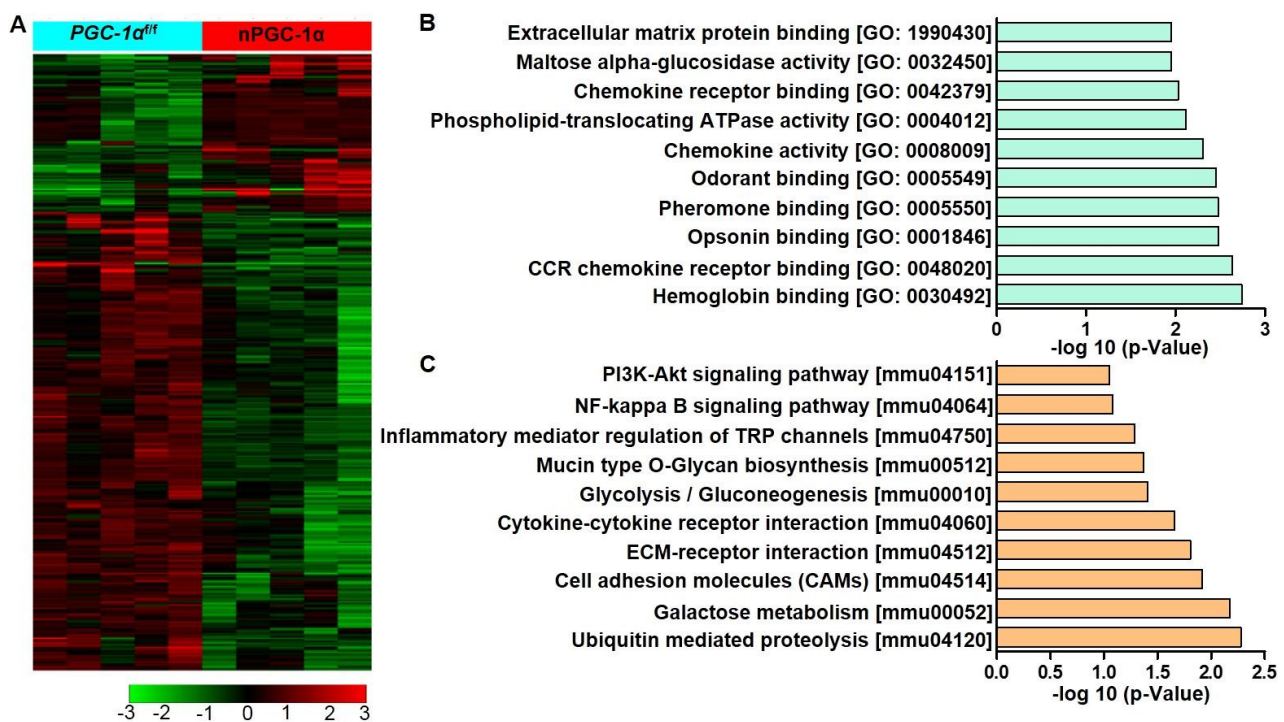 A
PGC-1α^f/f
nPGC-1α
-3 -2 -1 0 1 2 3
B
Extracellular matrix protein binding [GO: 1990430]
Maltose alpha-glucosidase activity [GO: 0032450]
Chemokine receptor binding [GO: 0042379]
Phospholipid-translocating ATPase activity [GO: 0004012]
Chemokine activity [GO: 0008009]
Odorant binding [GO: 0005549]
Pheromone binding [GO: 0005550]
Opsonin binding [GO: 0001846]
CCR chemokine receptor binding [GO: 0048020]
Hemoglobin binding [GO: 0030492]
0 1 2 3
-log 10 (p-Value)
C
PI3K-Akt signaling pathway [mmu04151]
NF-kappa B signaling pathway [mmu04064]
Inflammatory mediator regulation of TRP channels [mmu04750]
Mucin type O-Glycan biosynthesis [mmu00512]
Glycolysis / Gluconeogenesis [mmu00010]
Cytokine-cytokine receptor interaction [mmu04060]
ECM-receptor interaction [mmu04512]
Cell adhesion molecules (CAMs) [mmu04514]
Galactose metabolism [mmu00052]
Ubiquitin mediated proteolysis [mmu04120]
0.0 0.5 1.0 1.5 2.0 2.5
-log 10 (p-Value)